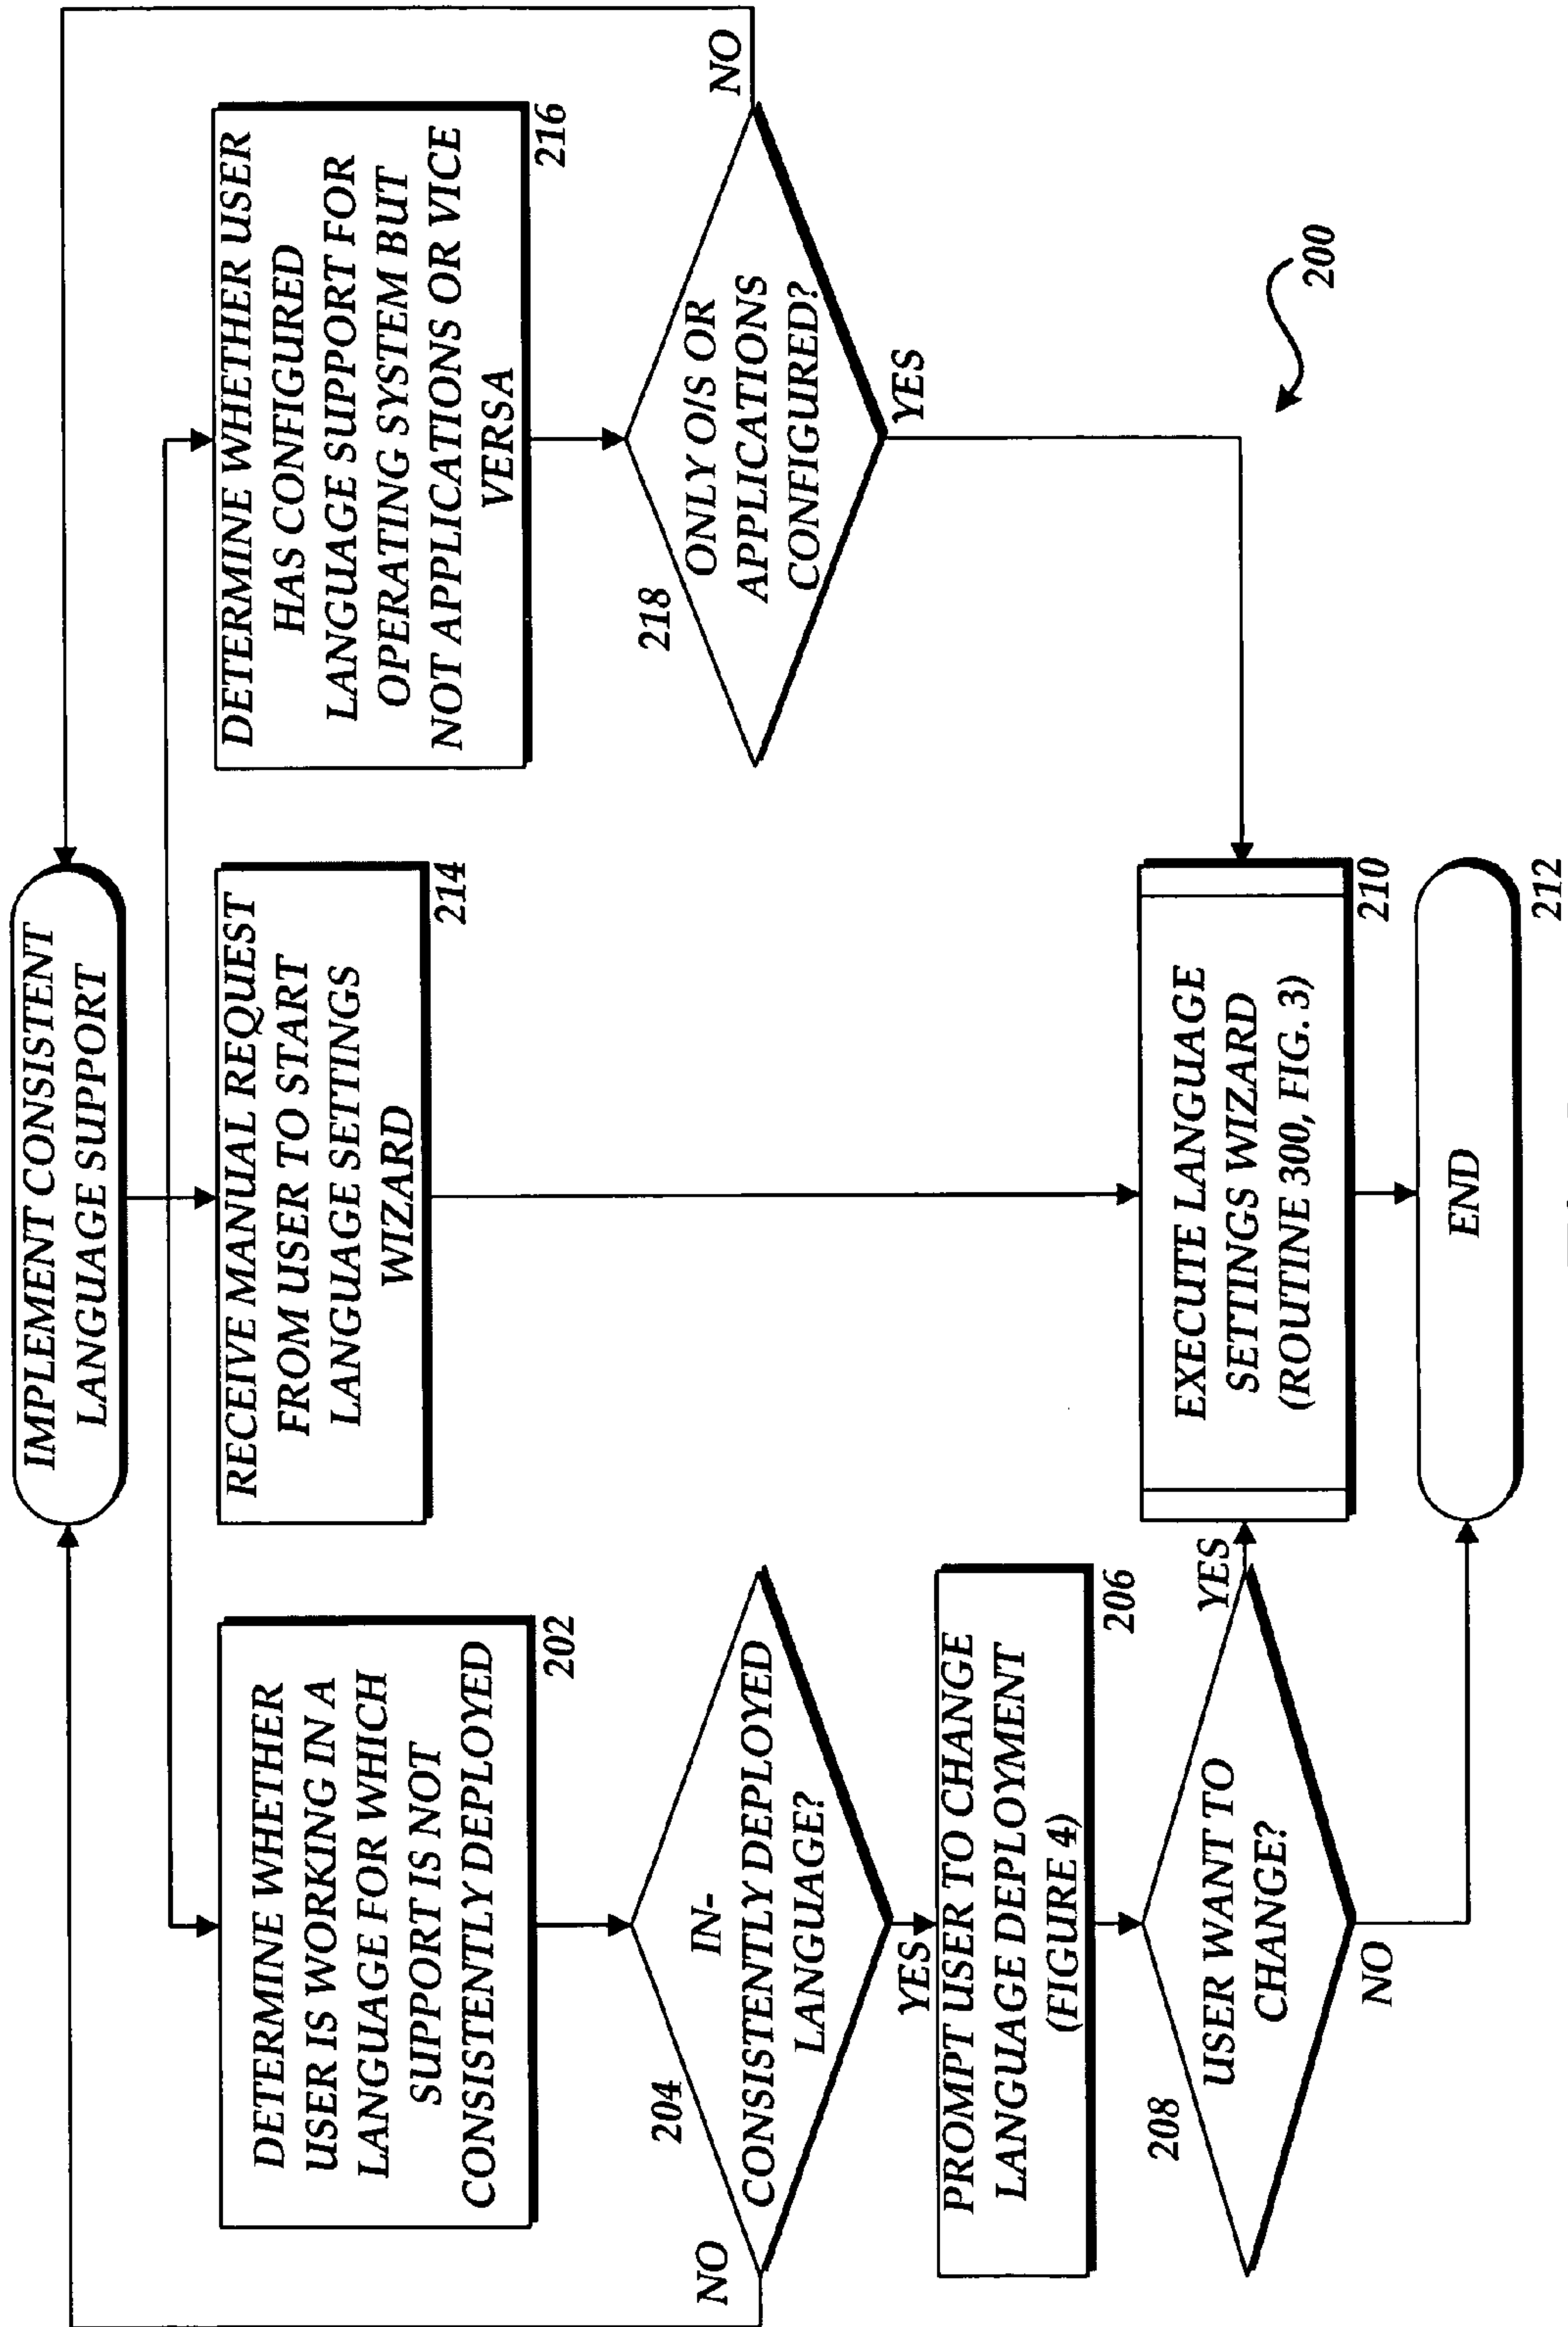 IMPLEMENT CONSISTENT
LANGUAGE SUPPORT
DETERMINE WHETHER
USER IS WORKING IN A
LANGUAGE FOR WHICH
SUPPORT IS NOT
CONSISTENTLY DEPLOYED
202
204
IN-
CONSISTENTLY DEPLOYED
LANGUAGE?
NO
YES
PROMPT USER TO CHANGE
LANGUAGE DEPLOYMENT
(FIGURE 4)
206
208
USER WANT TO
CHANGE?
YES
NO
RECEIVE MANUAL REQUEST
FROM USER TO START
LANGUAGE SETTINGS
WIZARD
214
EXECUTE LANGUAGE
SETTINGS WIZARD
(ROUTINE 300, FIG. 3)
210
END
212
DETERMINE WHETHER USER
HAS CONFIGURED
LANGUAGE SUPPORT FOR
OPERATING SYSTEM BUT
NOT APPLICATIONS OR VICE
VERSA
216
218
ONLY O/S OR
APPLICATIONS
CONFIGURED?
NO
YES
200